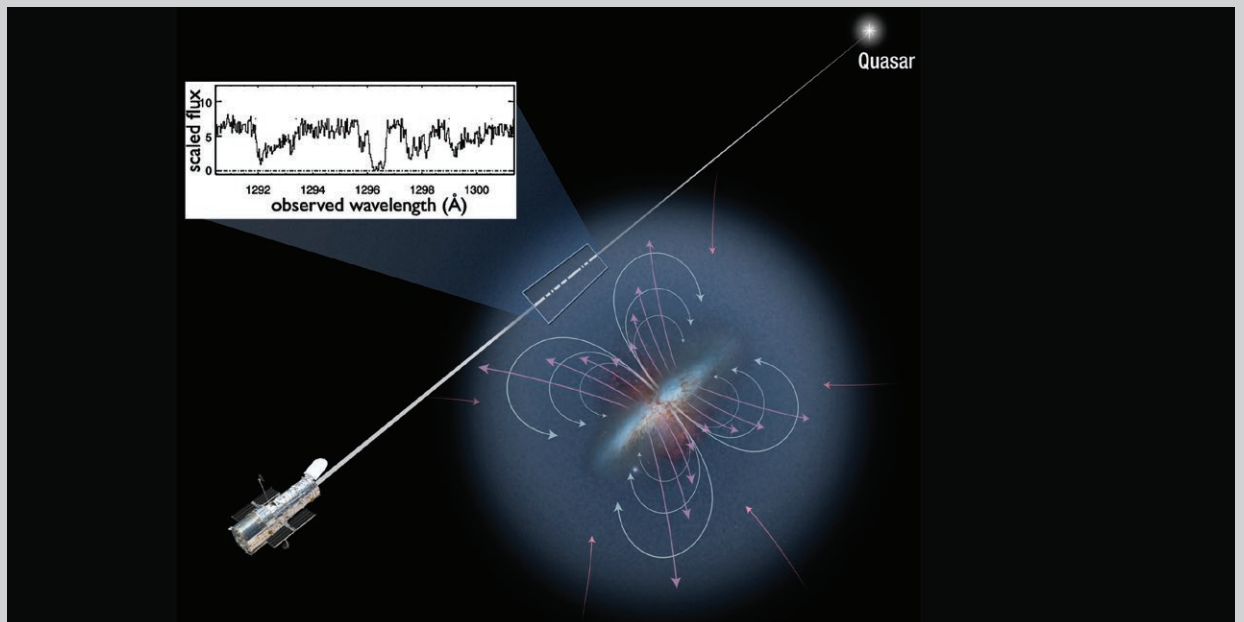 Quasar
10
5
0
scaled flux
1292 1294 1296 1298 1300
observed wavelength (Å)